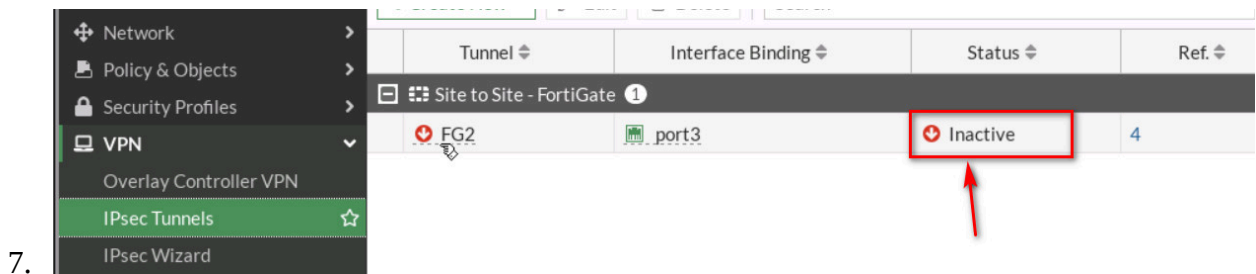 Network
Policy & Objects
Security Profiles
VPN
Overlay Controller VPN
IPsec Tunnels
IPsec Wizard
Tunnel Interface Binding Status Ref.
Site to Site - FortiGate 1
FG2 port3 Inactive 4
7.